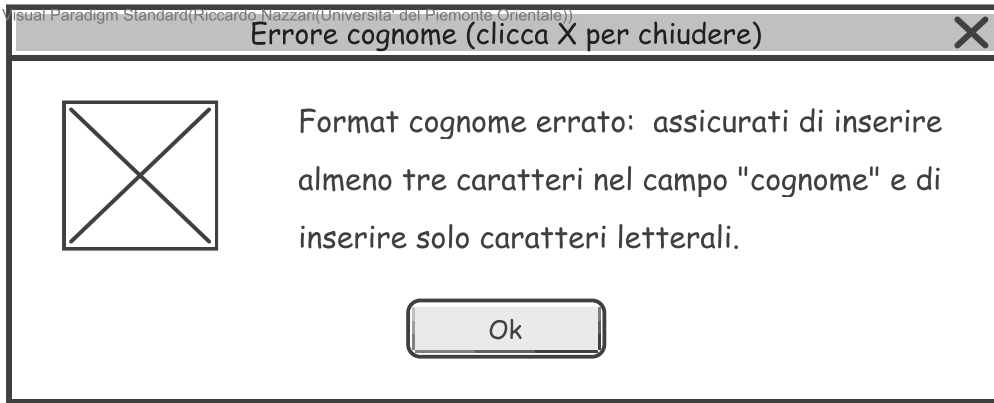 Visual Paradigm Standard(Riccardo Nazzari(Universita' del Piemonte Orientale))
Errore cognome (clicca X per chiudere)
Format cognome errato: assicurati di inserire
almeno tre caratteri nel campo "cognome" e di
inserire solo caratteri letterali.
Ok